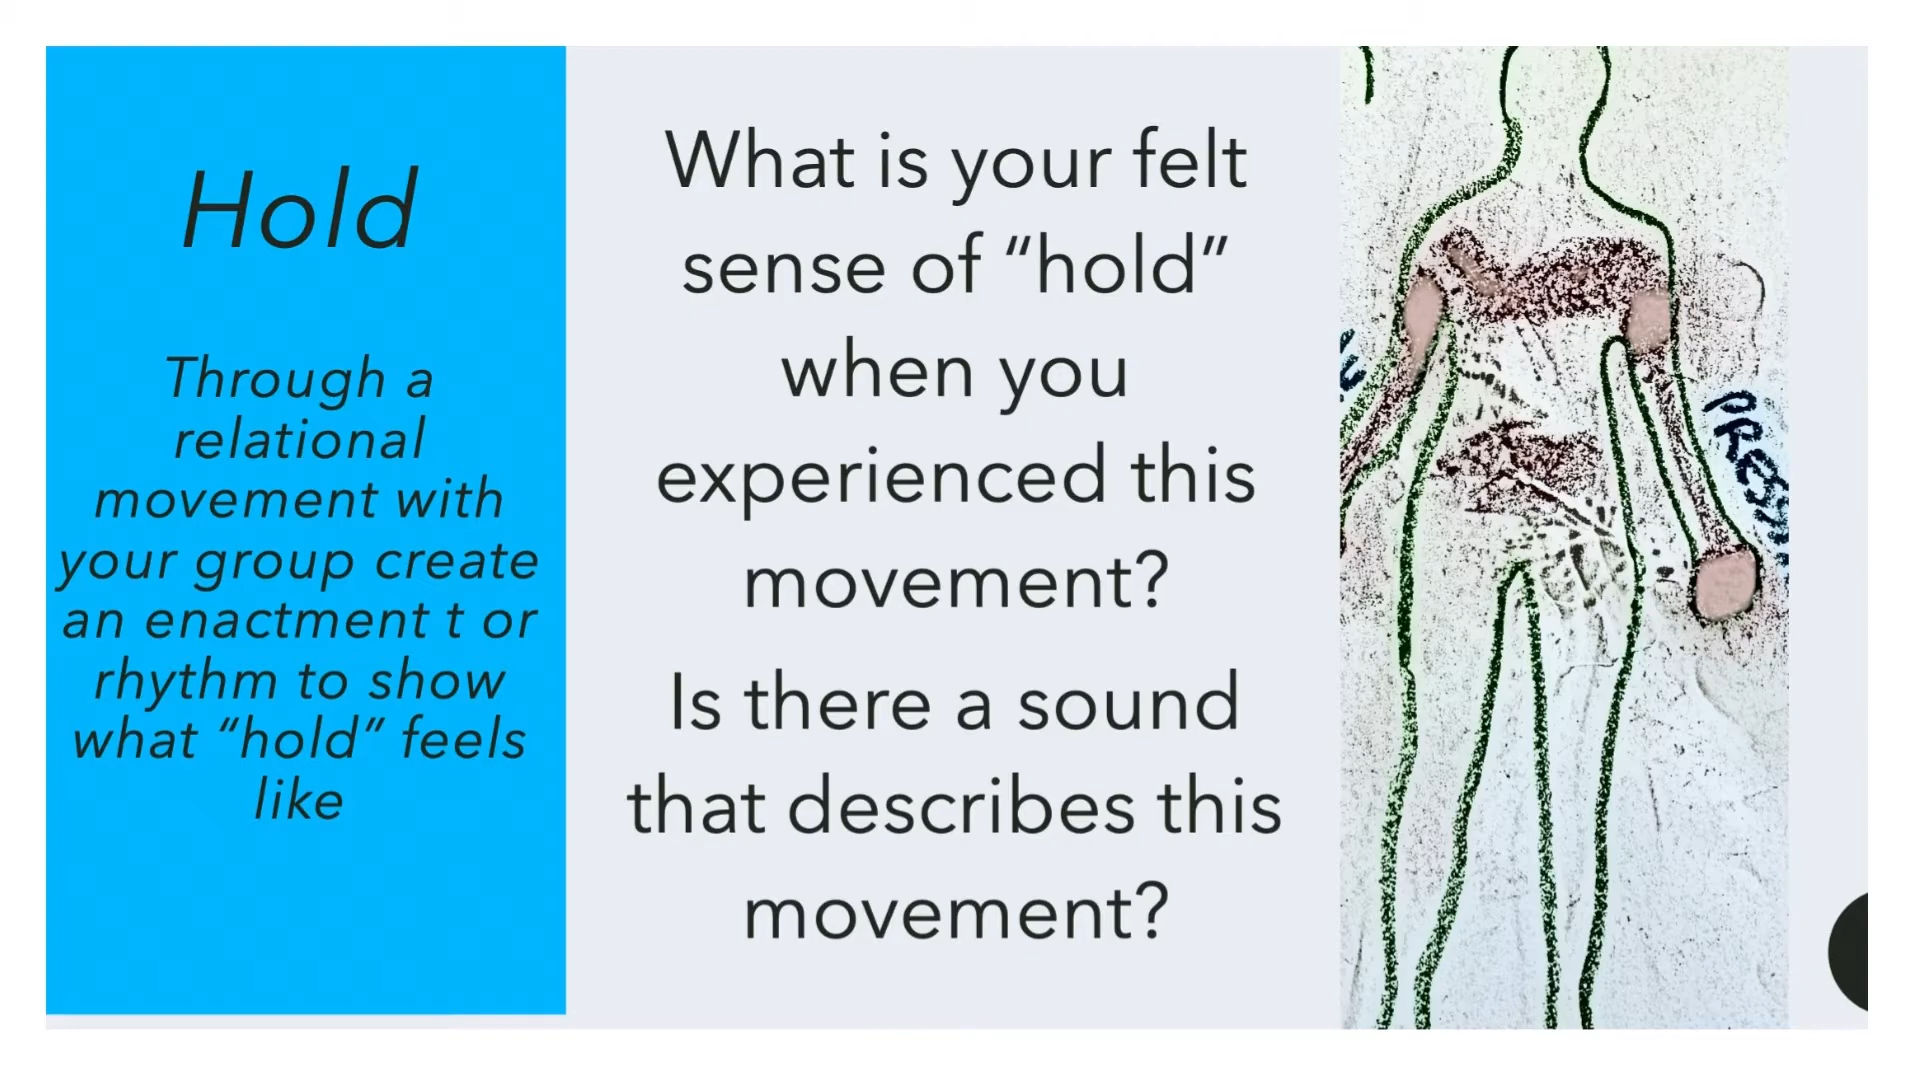 Hold
Through a
relational
movement with
your group create
an enactment t or
rhythm to show
what “hold” feels
like
What is your felt
sense of “hold”
when you
experienced this
movement?
Is there a sound
that describes this
movement?